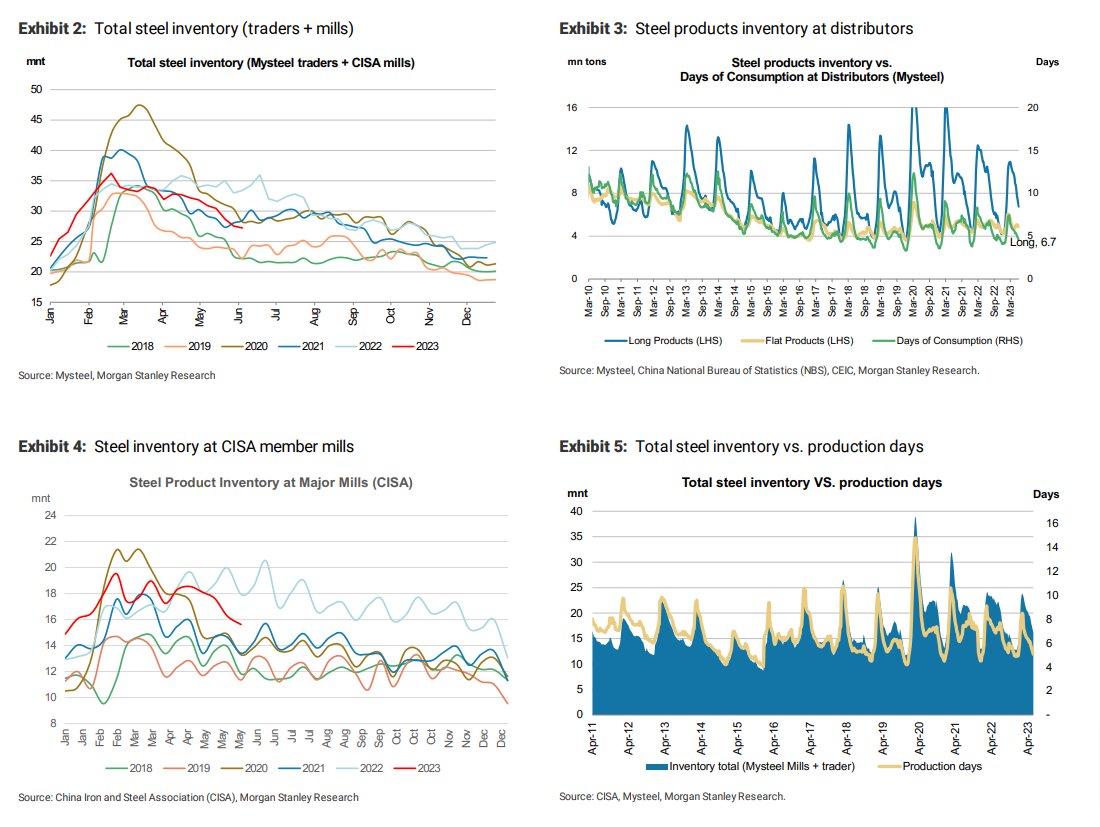 Exhibit 2: Total steel inventory (traders + mills)
mnt
Total steel inventory (Mysteel traders + CISA mills)
50
45
40
35
30
25
20
15
Jan
Feb
Mar
Apr
May
Jun
Jul
Aug
Sep
Oct
Nov
Dec
2018 2019 2020 2021 2022 2023
Source: Mysteel, Morgan Stanley Research
Exhibit 3: Steel products inventory at distributors
mn tons
Steel products inventory vs.
Days of Consumption at Distributors (Mysteel)
Days
16
12
8
4
0
20
15
10
5
0
Long, 6.7
Mar-10
Sep-10
Mar-11
Sep-11
Mar-12
Sep-12
Mar-13
Sep-13
Mar-14
Sep-14
Mar-15
Sep-15
Mar-16
Sep-16
Mar-17
Sep-17
Mar-18
Sep-18
Mar-19
Sep-19
Mar-20
Sep-20
Mar-21
Sep-21
Mar-22
Sep-22
Mar-23
Long Products (LHS) Flat Products (LHS) Days of Consumption (RHS)
Source: Mysteel, China National Bureau of Statistics (NBS), CEIC, Morgan Stanley Research.
Exhibit 4: Steel inventory at CISA member mills
Steel Product Inventory at Major Mills (CISA)
mnt
24
22
20
18
16
14
12
10
8
Jan
Jan
Feb
Feb
Mar
Mar
Apr
Apr
May
May
May
Jun
Jun
Jul
Jul
Aug
Aug
Sep
Sep
Oct
Oct
Oct
Nov
Nov
Dec
Dec
2018 2019 2020 2021 2022 2023
Source: China Iron and Steel Association (CISA), Morgan Stanley Research
Exhibit 5: Total steel inventory vs. production days
mnt
Total steel inventory VS. production days
Days
40
35
30
25
20
15
10
5
0
16
14
12
10
8
6
4
2
-
Apr-11
Apr-12
Apr-13
Apr-14
Apr-15
Apr-16
Apr-17
Apr-18
Apr-19
Apr-20
Apr-21
Apr-22
Apr-23
Inventory total (Mysteel Mills + trader) Production days
Source: CISA, Mysteel, Morgan Stanley Research.